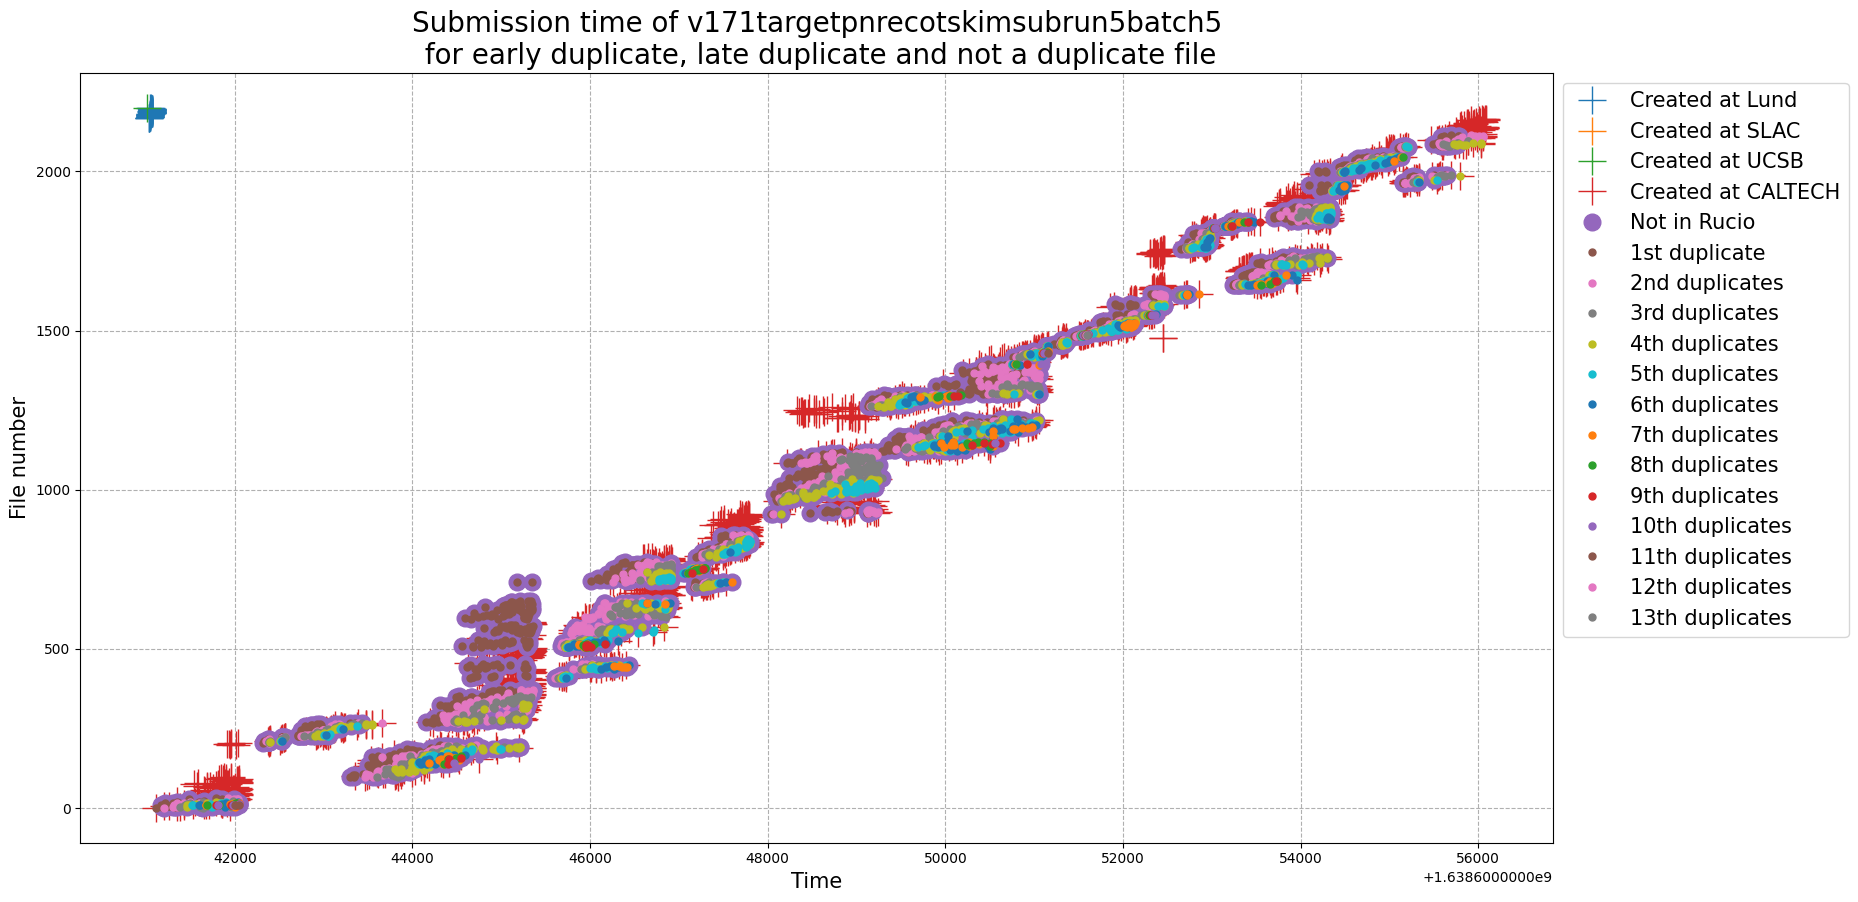 Submission time of v171targetpnrecotskimsubrun5batch5
for early duplicate, late duplicate and not a duplicate file
File number
2000
1500
1000
500
0
42000
44000
46000
48000
50000
52000
54000
56000
+1.6386000000e9
Time
Created at Lund
Created at SLAC
Created at UCSB
Created at CALTECH
Not in Rucio
1st duplicate
2nd duplicates
3rd duplicates
4th duplicates
5th duplicates
6th duplicates
7th duplicates
8th duplicates
9th duplicates
10th duplicates
11th duplicates
12th duplicates
13th duplicates